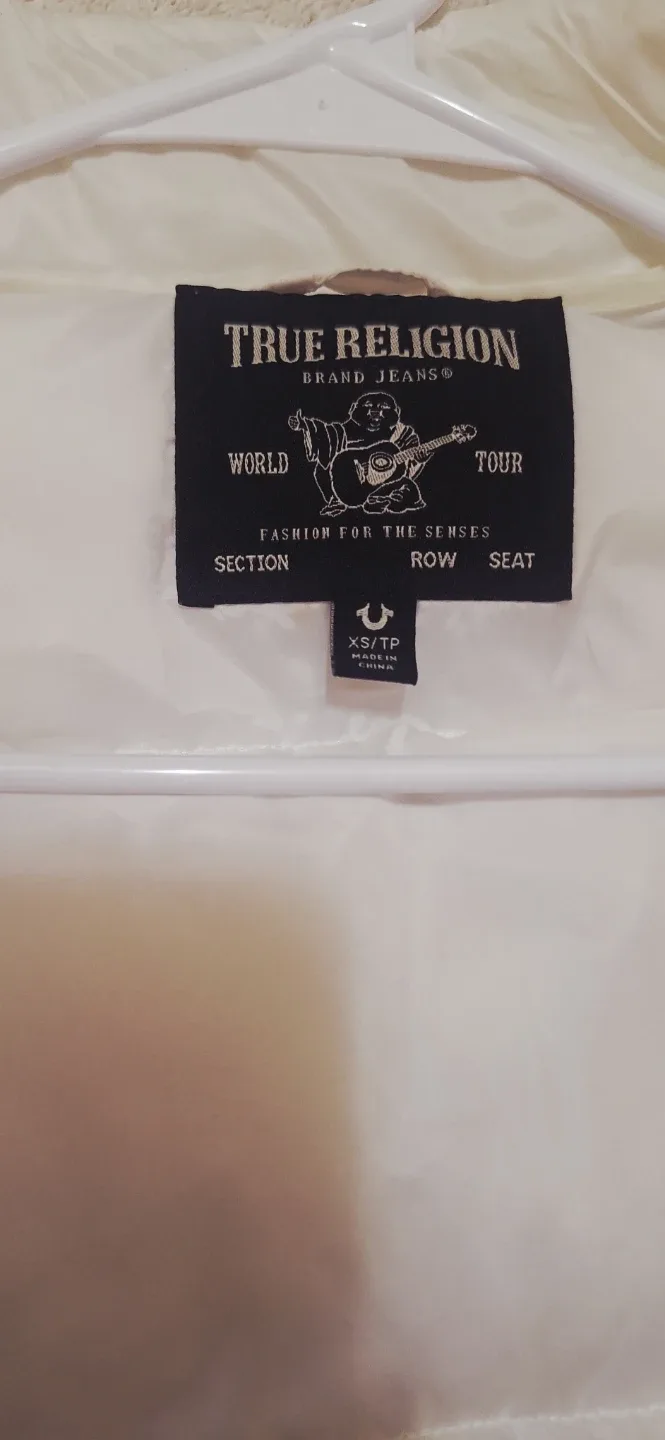 TRUE RELIGION
BRAND JEANS®
WORLD TOUR
FASHION FOR THE SENSES
SECTION ROW SEAT
XS/TP
MADE IN
CHINA